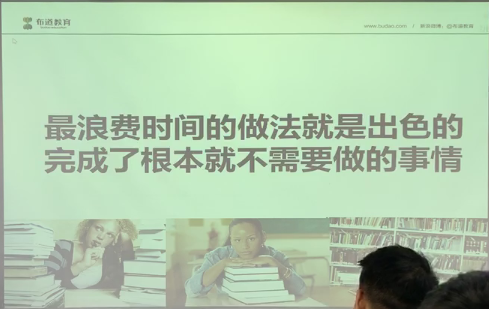 布道教育
www.budao.com / 新浪微博:@布道教育
最浪费时间的做法就是出色的
完成了根本就不需要做的事情